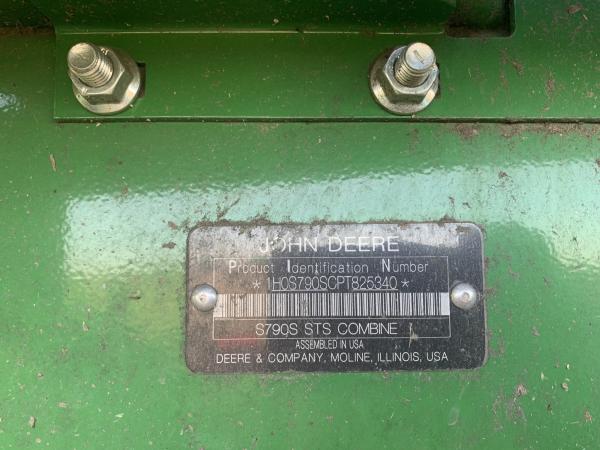 JOHN DEERE
Product Identification Number
*1H0S790SCPT825340*
S790S STS COMBINE
ASSEMBLED IN USA
DEERE & COMPANY, MOLINE, ILLINOIS, USA